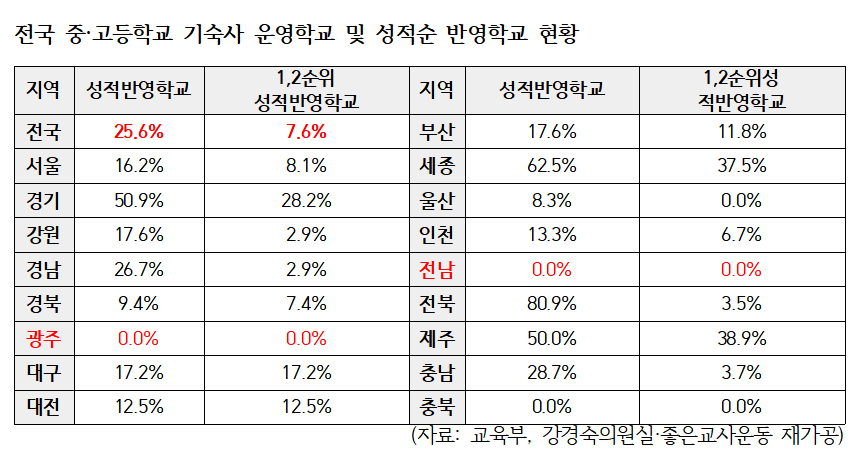 전국 중·고등학교 기숙사 운영학교 및 성적순 반영학교 현황
지역 성적반영학교 1,2순위 성적반영학교 지역 성적반영학교 1,2순위성적반영학교
전국 25.6% 7.6% 부산 17.6% 11.8%
서울 16.2% 8.1% 세종 62.5% 37.5%
경기 50.9% 28.2% 울산 8.3% 0.0%
강원 17.6% 2.9% 인천 13.3% 6.7%
경남 26.7% 2.9% 전남 0.0% 0.0%
경북 9.4% 7.4% 전북 80.9% 3.5%
광주 0.0% 0.0% 제주 50.0% 38.9%
대구 17.2% 17.2% 충남 28.7% 3.7%
대전 12.5% 12.5% 충북 0.0% 0.0%
(자료: 교육부, 강경숙의원실·좋은교사운동 재가공)